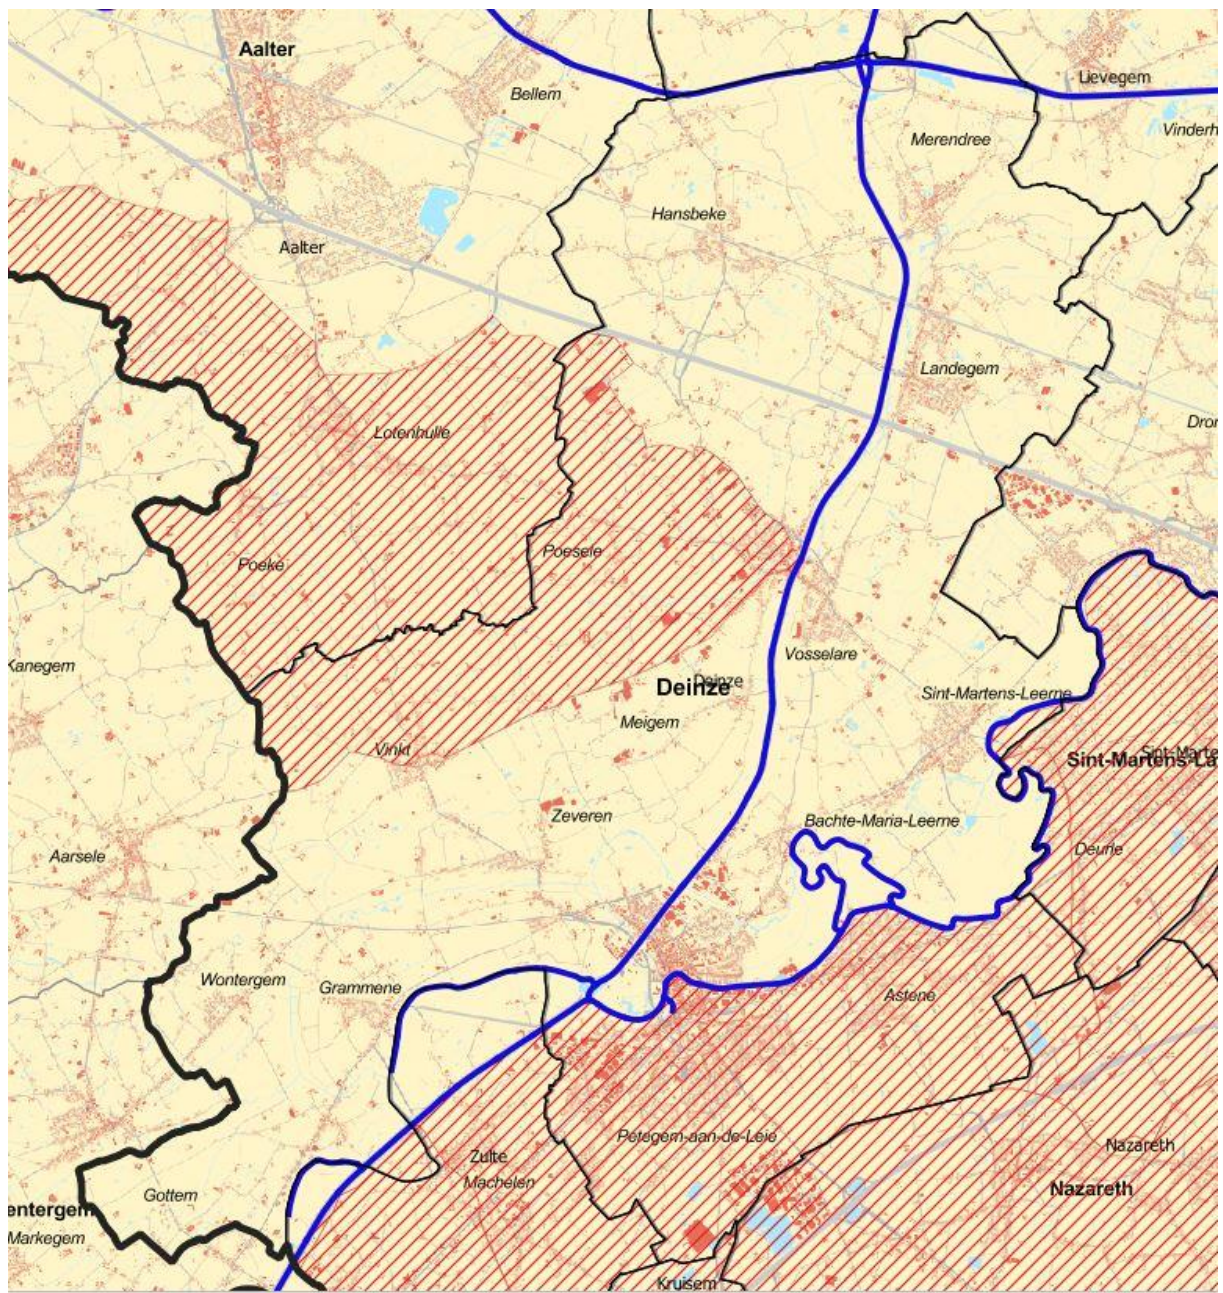 Aalter
Lievegem
Bellem
Vinderh
Merendree
Hansbeke
Aalter
Landegem
Dron
Lotenhulle
Poesele
Poeke
Vosselare
Kanegem
Deinze
Deinze
Sint-Martens-Leerne
Meigem
Vinkt
Sint-Marte
Sint-Martens-La
Zeveren
Bachte-Maria-Leerne
Deurle
Aarsele
Wontergem
Grammene
Astene
Petegem-aan-de-Leie
Nazareth
Zulte
Machelen
Nazareth
Gottem
entergem
Markegem
Kruisem